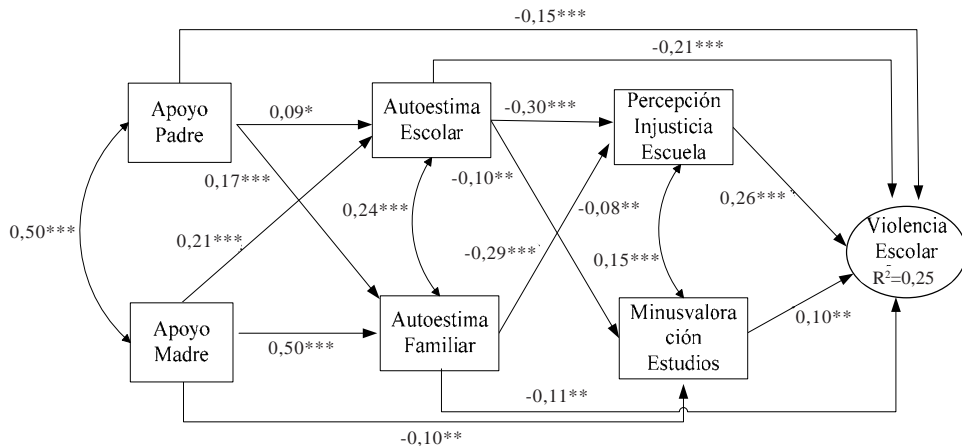 -0,15***
-0,21***
Apoyo
Padre
0,09*
Autoestima
Escolar
-0,30***
Percepción
Injusticia
Escuela
0,17***
-0,10**
0,24***
-0,08**
0,26***
0,50***
0,21***
-0,29***
0,15***
Violencia
Escolar
R²=0,25
Apoyo
Madre
0,50***
Autoestima
Familiar
Minusvalora
ción
Estudios
0,10**
-0,11**
-0,10**